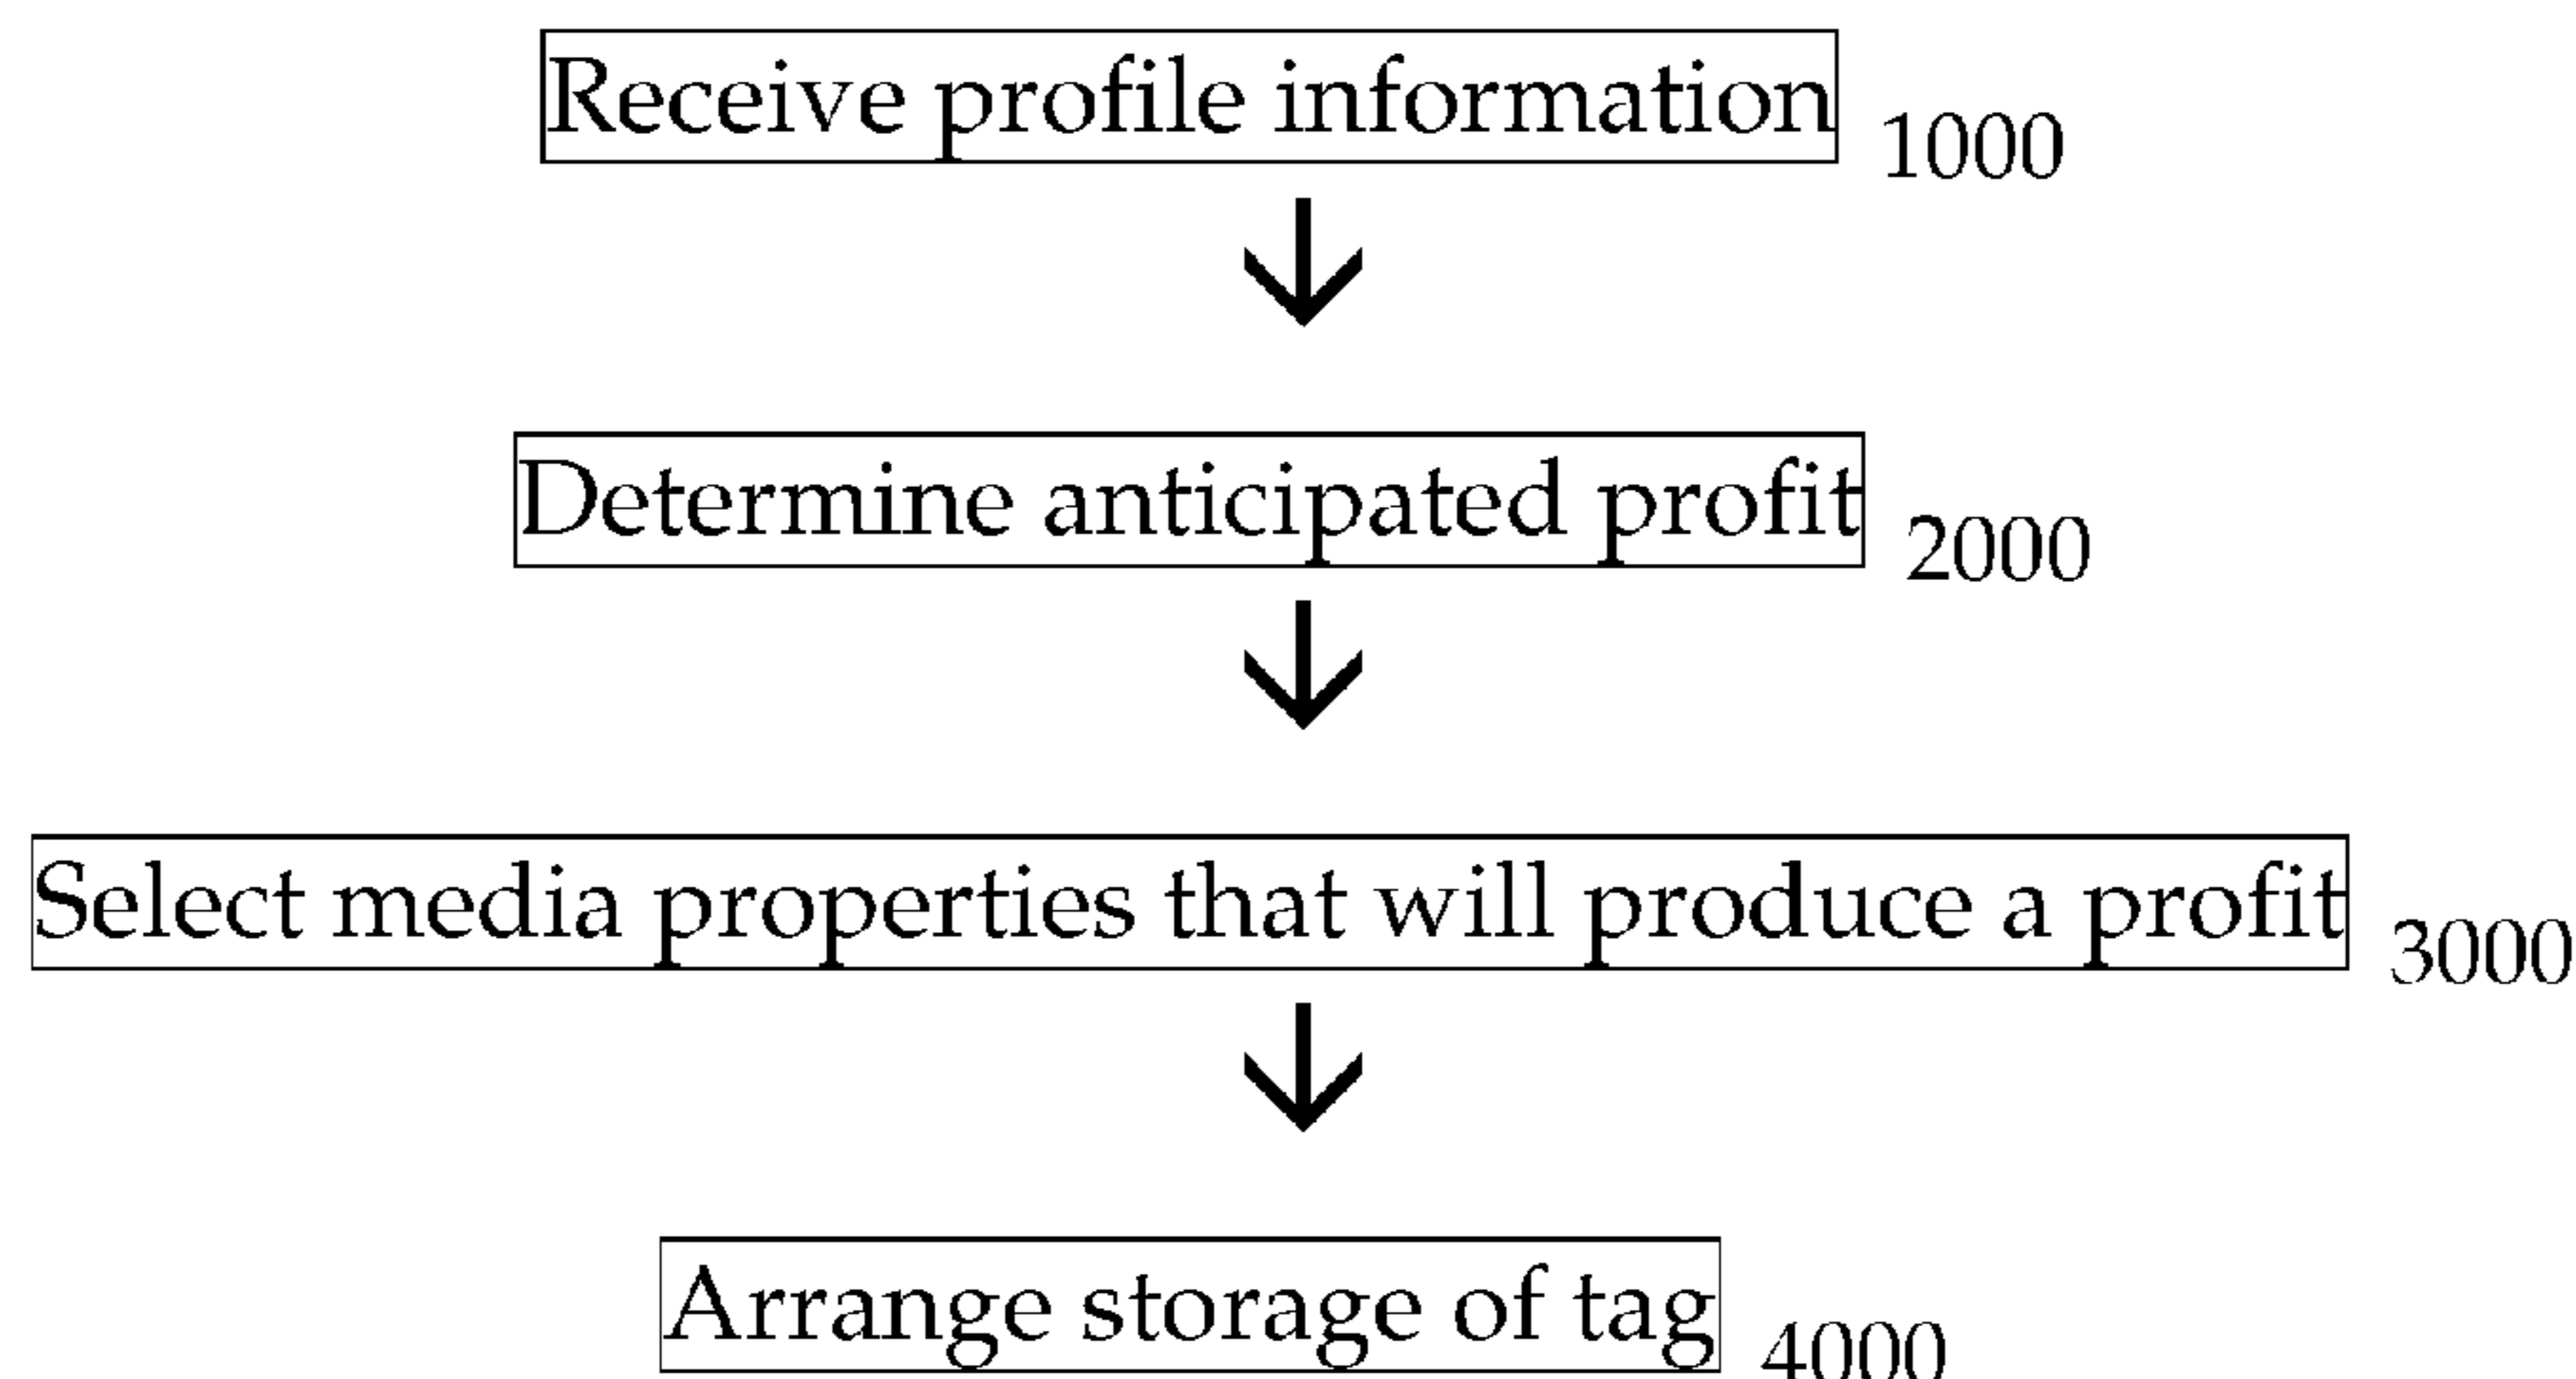 Receive profile information 1000
Determine anticipated profit 2000
Select media properties that will produce a profit 3000
Arrange storage of tag 4000